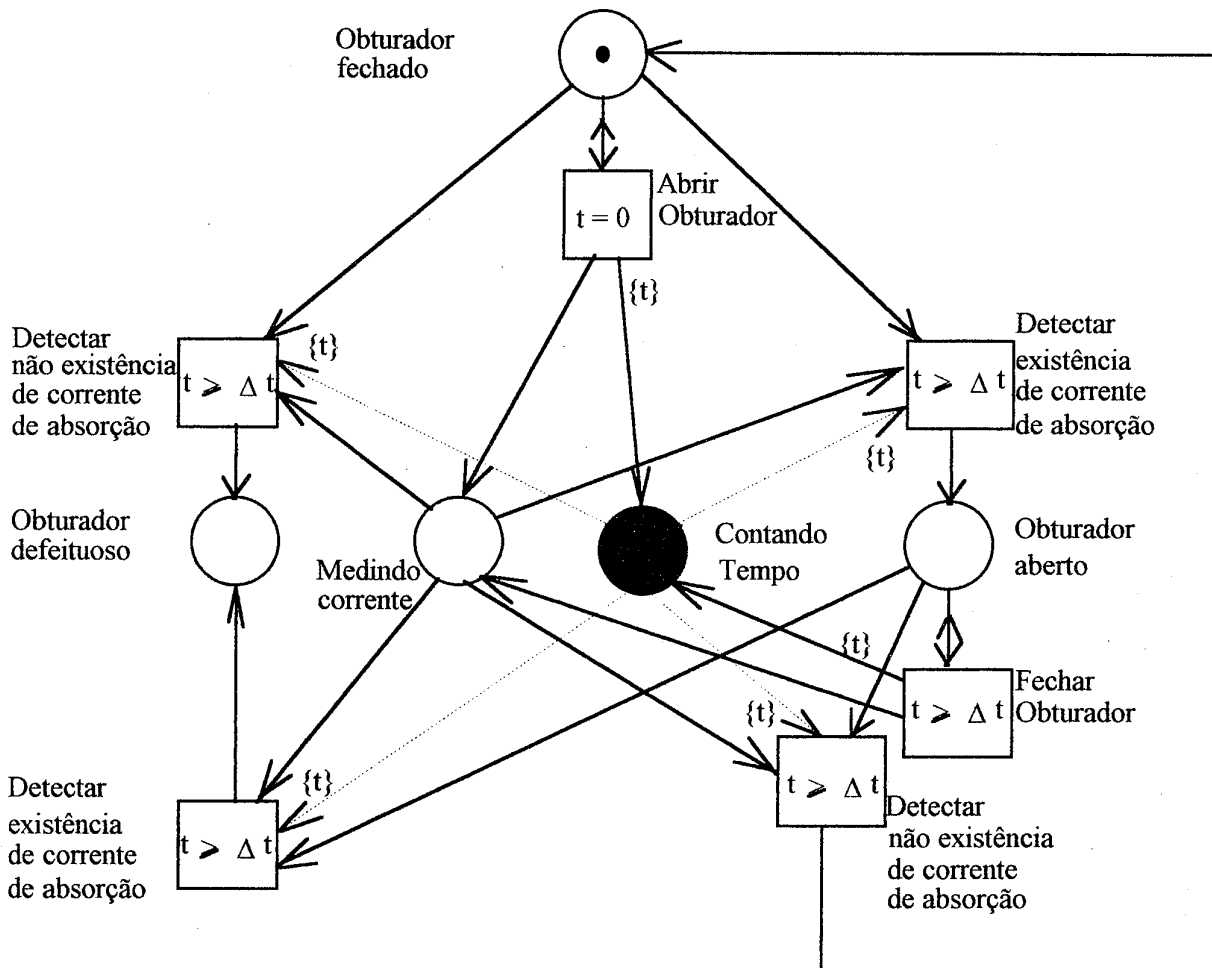 Obturador
fechado
Abrir
Obturador
t = 0
{t}
Detectar
não existência
de corrente
de absorção
t ⩾ Δ t
{t}
Detectar
existência
de corrente
de absorção
t ⩾ Δ t
{t}
Obturador
defeituoso
Medindo
corrente
Contando
Tempo
Obturador
aberto
{t}
Fechar
Obturador
t ⩾ Δ t
{t}
Detectar
existência
de corrente
de absorção
t ⩾ Δ t
{t}
t ⩾ Δ t
Detectar
não existência
de corrente
de absorção